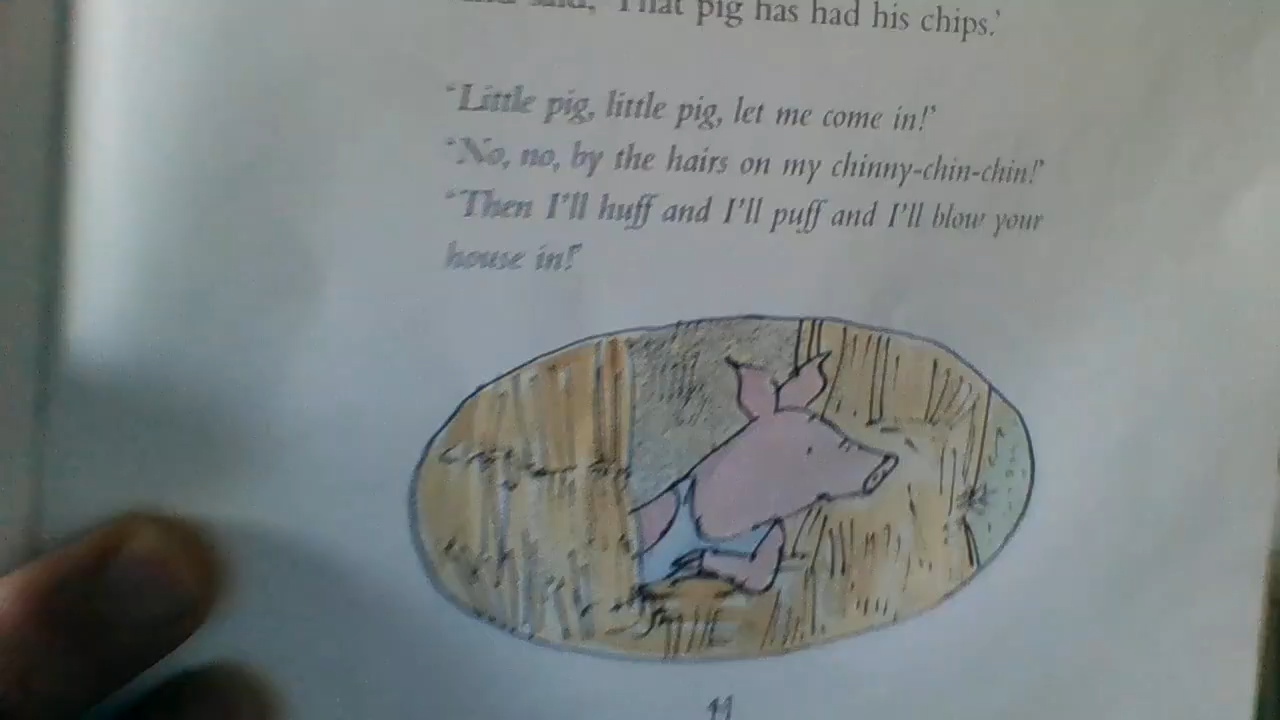 said, 'That pig has had his chips.'
'Little pig, little pig, let me come in!'
'No, no, by the hairs on my chinny-chin-chin!'
'Then I'll huff and I'll puff and I'll blow your
house in!'
11